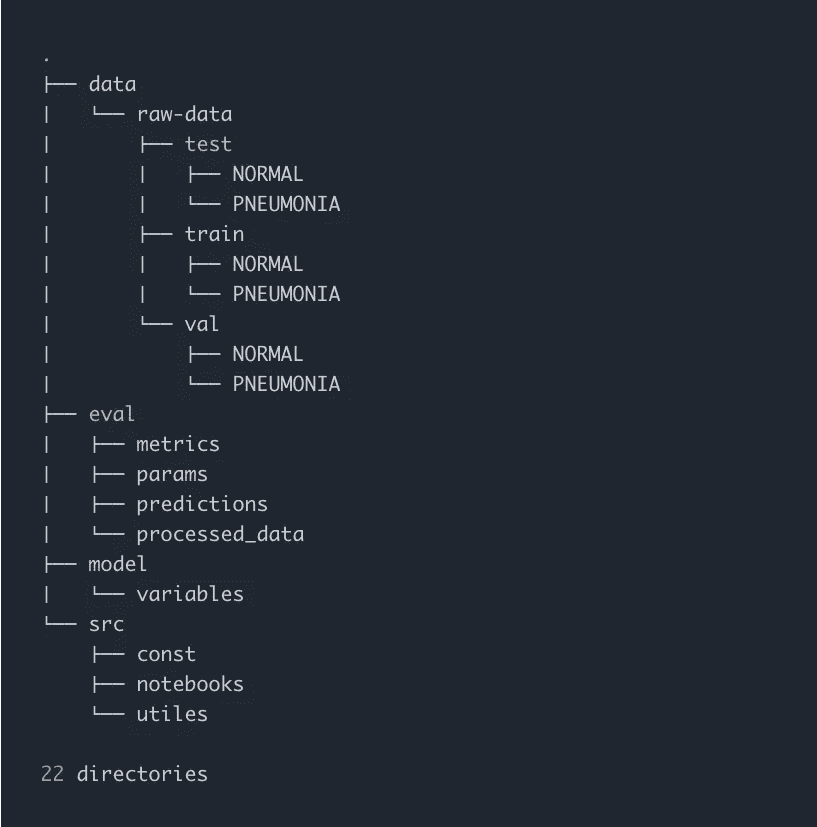 .
├── data
|   └── raw-data
|       ├── test
|       |   ├── NORMAL
|       |   └── PNEUMONIA
|       ├── train
|       |   ├── NORMAL
|       |   └── PNEUMONIA
|       └── val
|           ├── NORMAL
|           └── PNEUMONIA
├── eval
|   ├── metrics
|   ├── params
|   ├── predictions
|   └── processed_data
├── model
|   └── variables
└── src
    ├── const
    ├── notebooks
    └── utiles
22 directories